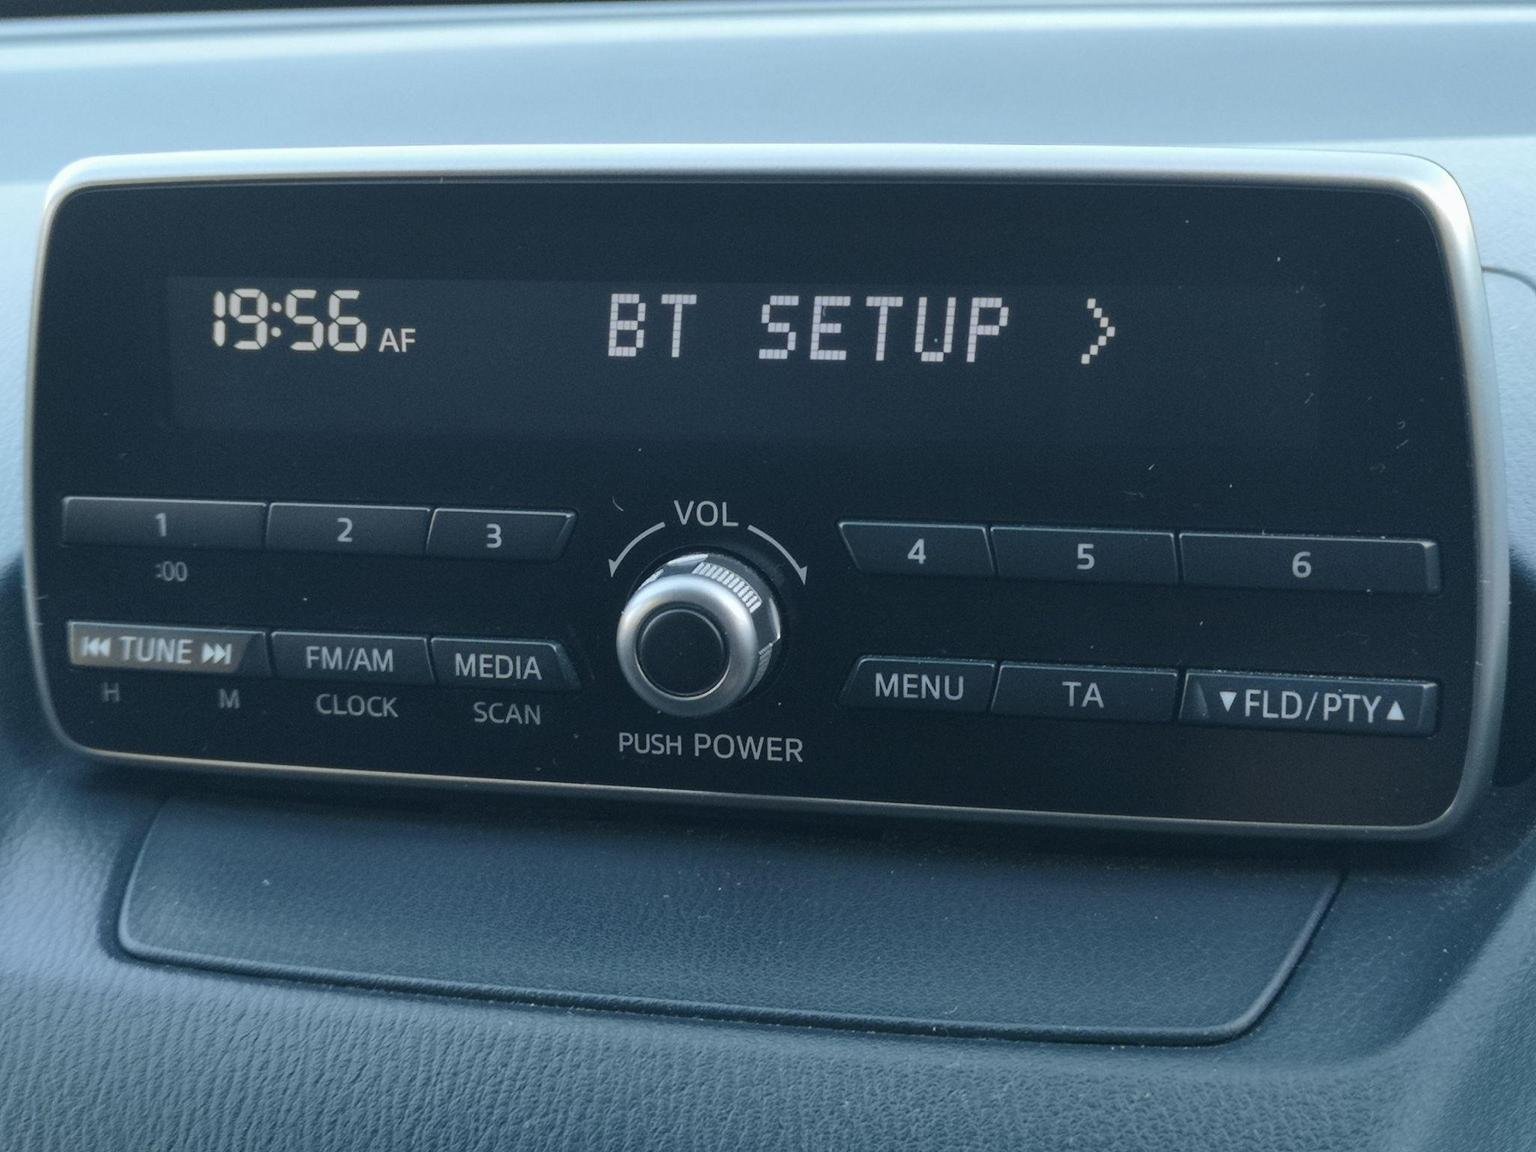 19:56 AF BT SETUP >
VOL
1 2 3 4 5 6
:00
⏮ TUNE ⏭ FM/AM MEDIA MENU TA ▼FLD/PTY▲
H M CLOCK SCAN
PUSH POWER